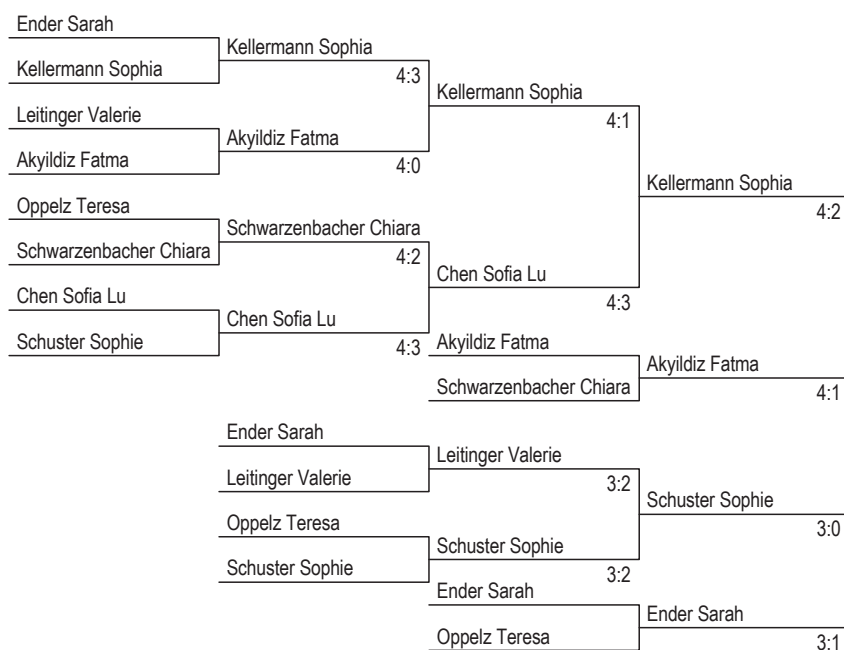 Ender Sarah
Kellermann Sophia
Kellermann Sophia
4:3
Kellermann Sophia
Leitinger Valerie
4:1
Akyildiz Fatma
Akyildiz Fatma
4:0
Kellermann Sophia
Oppelz Teresa
4:2
Schwarzenbacher Chiara
Schwarzenbacher Chiara
4:2
Chen Sofia Lu
Chen Sofia Lu
4:3
Chen Sofia Lu
Schuster Sophie
4:3
Akyildiz Fatma
Akyildiz Fatma
Schwarzenbacher Chiara
4:1
Ender Sarah
Leitinger Valerie
Leitinger Valerie
3:2
Schuster Sophie
Oppelz Teresa
3:0
Schuster Sophie
Schuster Sophie
3:2
Ender Sarah
Ender Sarah
Oppelz Teresa
3:1